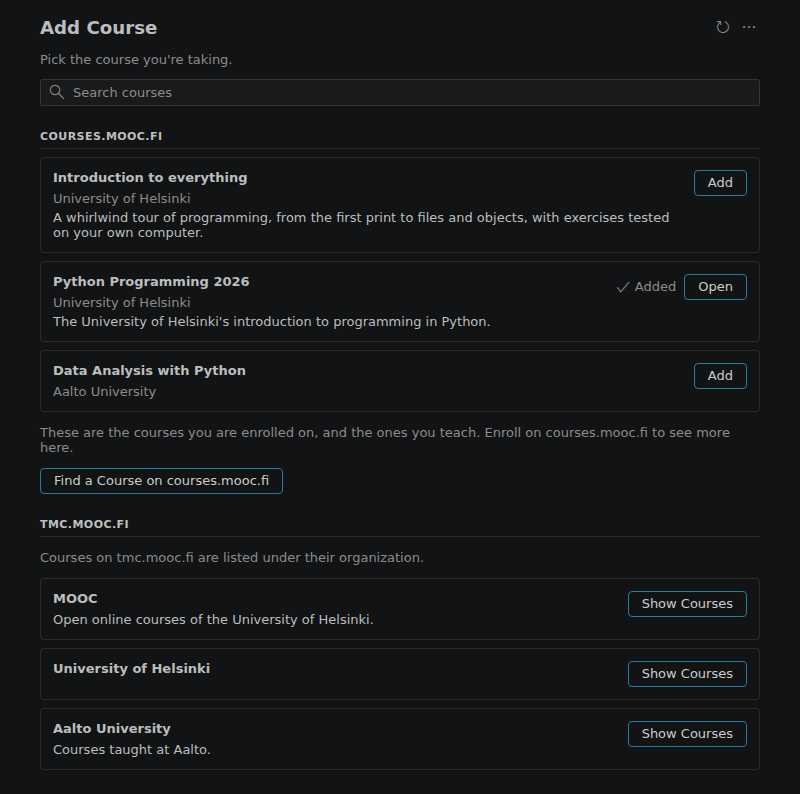 Add Course
Pick the course you're taking.
Search courses
COURSES.MOOC.FI
Introduction to everything
Add
University of Helsinki
A whirlwind tour of programming, from the first print to files and objects, with exercises tested
on your own computer.
Python Programming 2026
Added
Open
University of Helsinki
The University of Helsinki's introduction to programming in Python.
Data Analysis with Python
Add
Aalto University
These are the courses you are enrolled on, and the ones you teach. Enroll on courses.mooc.fi to see more
here.
Find a Course on courses.mooc.fi
TMC.MOOC.FI
Courses on tmc.mooc.fi are listed under their organization.
MOOC
Show Courses
Open online courses of the University of Helsinki.
University of Helsinki
Show Courses
Aalto University
Show Courses
Courses taught at Aalto.